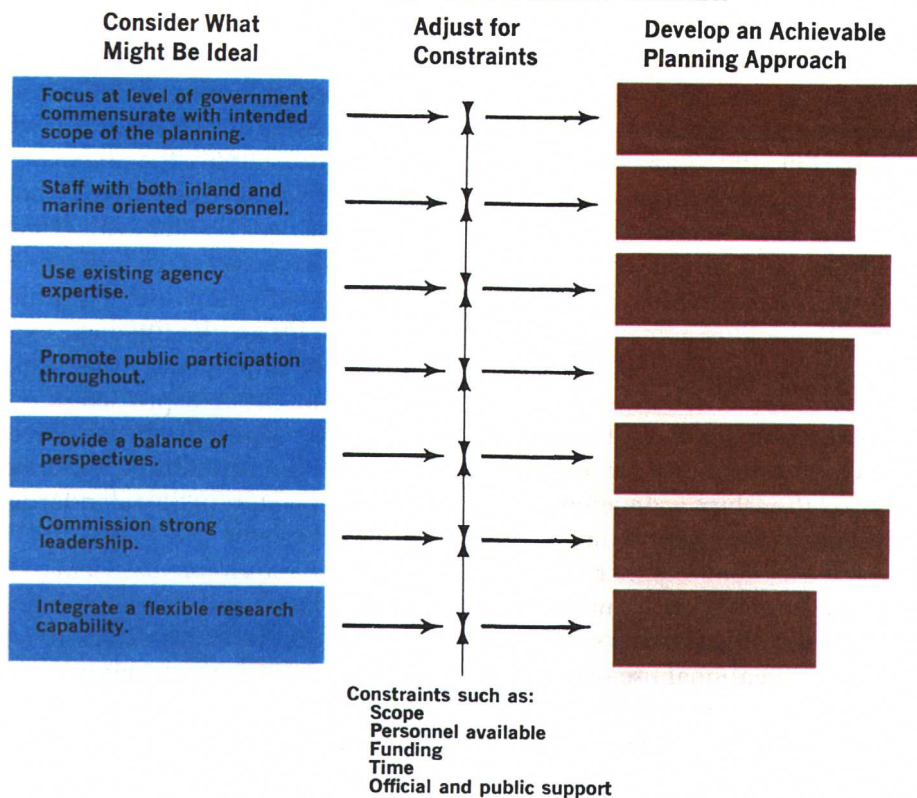 Consider What
Might Be Ideal
Adjust for
Constraints
Develop an Achievable
Planning Approach
Focus at level of government
commensurate with intended
scope of the planning.
Staff with both inland and
marine oriented personnel.
Use existing agency
expertise.
Promote public participation
throughout.
Provide a balance of
perspectives.
Commission strong
leadership.
Integrate a flexible research
capability.
Constraints such as:
Scope
Personnel available
Funding
Time
Official and public support